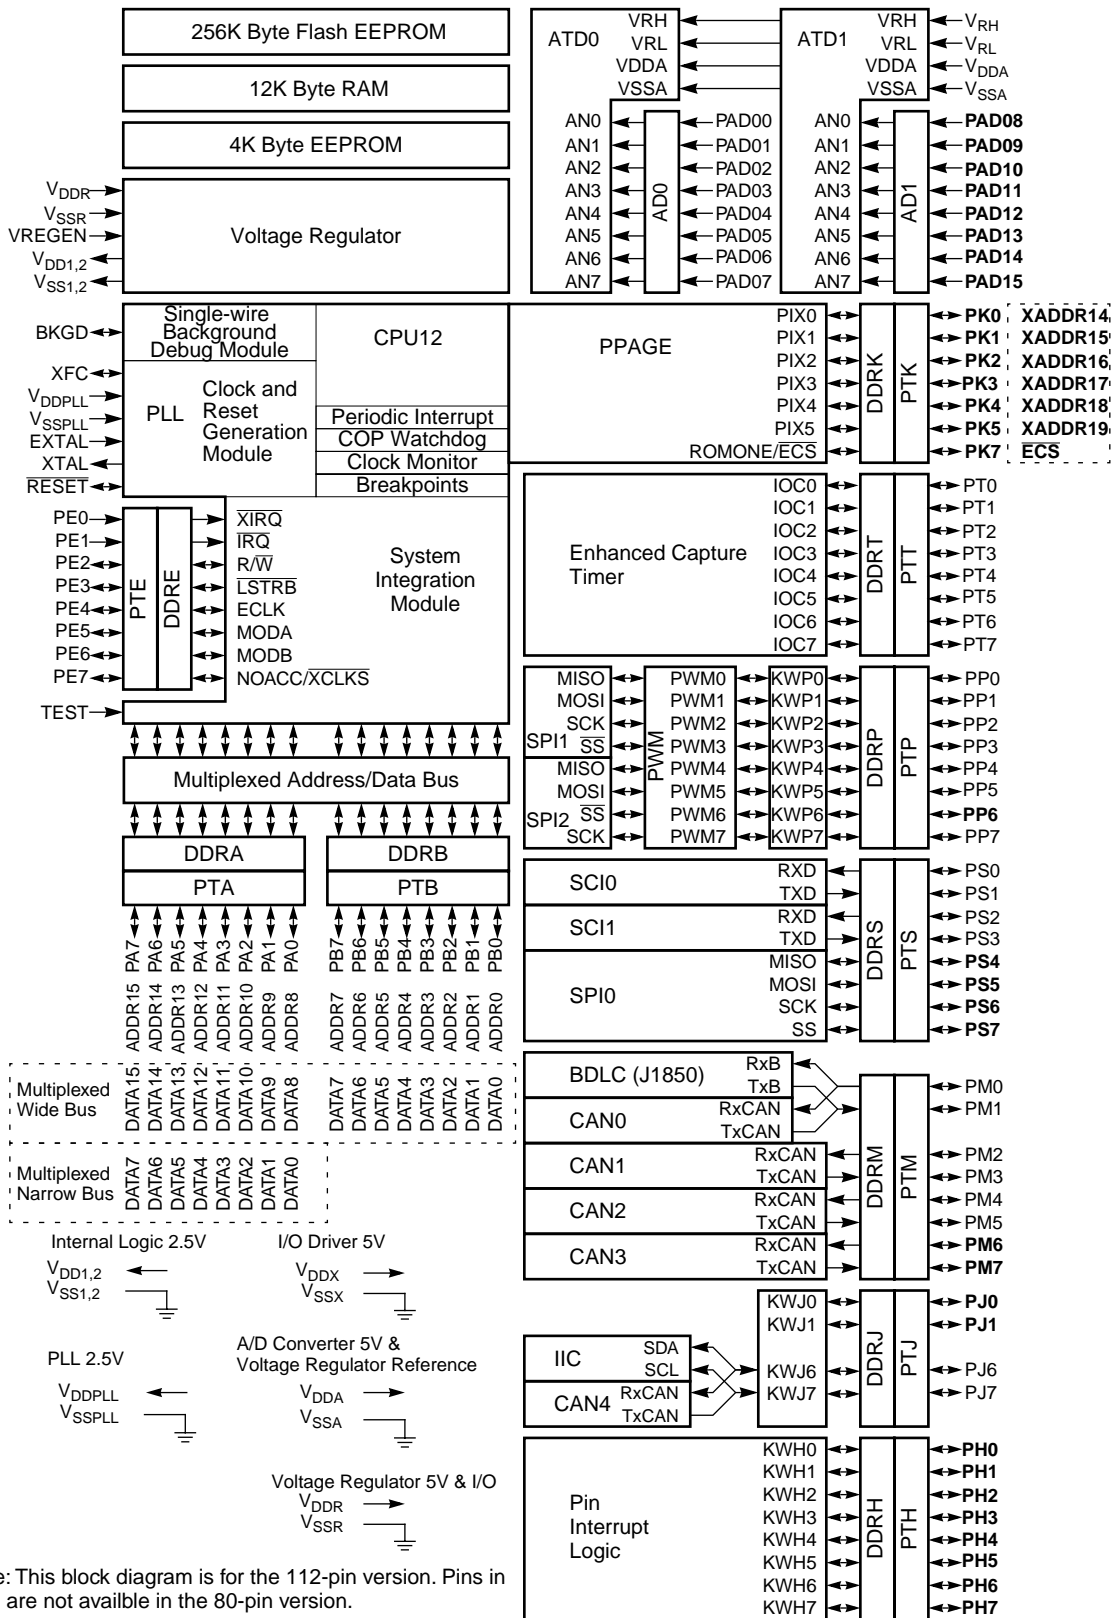 256K Byte Flash EEPROM
12K Byte RAM
4K Byte EEPROM
VDDR
VSSR
VREGEN
VDD1,2
VSS1,2
Voltage Regulator
ATD0
VRH
VRL
VDDA
VSSA
AN0
AN1
AN2
AN3
AN4
AN5
AN6
AN7
AD0
PAD00
PAD01
PAD02
PAD03
PAD04
PAD05
PAD06
PAD07
ATD1
VRH
VRL
VDDA
VSSA
AN0
AN1
AN2
AN3
AN4
AN5
AN6
AN7
AD1
VRH
VRL
VDDA
VSSA
PAD08
PAD09
PAD10
PAD11
PAD12
PAD13
PAD14
PAD15
BKGD
XFC
VDDPLL
VSSPLL
EXTAL
XTAL
RESET
Single-wire
Background
Debug Module
CPU12
PLL
Clock and
Reset
Generation
Module
Periodic Interrupt
COP Watchdog
Clock Monitor
Breakpoints
PPAGE
PIX0
PIX1
PIX2
PIX3
PIX4
PIX5
ROMONE/ECS
DDRK
PTK
PK0 XADDR14
PK1 XADDR15
PK2 XADDR16
PK3 XADDR17
PK4 XADDR18
PK5 XADDR19
PK7 ECS
PE0
PE1
PE2
PE3
PE4
PE5
PE6
PE7
TEST
PTE
DDRE
XIRQ
IRQ
R/W
LSTRB
ECLK
MODA
MODB
NOACC/XCLKS
System
Integration
Module
Enhanced Capture
Timer
IOC0
IOC1
IOC2
IOC3
IOC4
IOC5
IOC6
IOC7
DDRT
PTT
PT0
PT1
PT2
PT3
PT4
PT5
PT6
PT7
MISO
MOSI
SCK
SPI1 SS
MISO
MOSI
SPI2 SS
SCK
PWM
PWM0
PWM1
PWM2
PWM3
PWM4
PWM5
PWM6
PWM7
KWP0
KWP1
KWP2
KWP3
KWP4
KWP5
KWP6
KWP7
DDRP
PTP
PP0
PP1
PP2
PP3
PP4
PP5
PP6
PP7
Multiplexed Address/Data Bus
DDRA
PTA
DDRB
PTB
PA7
PA6
PA5
PA4
PA3
PA2
PA1
PA0
PB7
PB6
PB5
PB4
PB3
PB2
PB1
PB0
ADDR15
ADDR14
ADDR13
ADDR12
ADDR11
ADDR10
ADDR9
ADDR8
ADDR7
ADDR6
ADDR5
ADDR4
ADDR3
ADDR2
ADDR1
ADDR0
Multiplexed
Wide Bus
DATA15
DATA14
DATA13
DATA12
DATA11
DATA10
DATA9
DATA8
DATA7
DATA6
DATA5
DATA4
DATA3
DATA2
DATA1
DATA0
Multiplexed
Narrow Bus
DATA7
DATA6
DATA5
DATA4
DATA3
DATA2
DATA1
DATA0
SCI0
RXD
TXD
SCI1
RXD
TXD
SPI0
MISO
MOSI
SCK
SS
DDRS
PTS
PS0
PS1
PS2
PS3
PS4
PS5
PS6
PS7
BDLC (J1850)
RxB
TxB
CAN0
RxCAN
TxCAN
CAN1
RxCAN
TxCAN
CAN2
RxCAN
TxCAN
CAN3
RxCAN
TxCAN
DDRM
PTM
PM0
PM1
PM2
PM3
PM4
PM5
PM6
PM7
Internal Logic 2.5V
VDD1,2
VSS1,2
I/O Driver 5V
VDDX
VSSX
PLL 2.5V
VDDPLL
VSSPLL
A/D Converter 5V &
Voltage Regulator Reference
VDDA
VSSA
Voltage Regulator 5V & I/O
VDDR
VSSR
IIC
SDA
SCL
CAN4
RxCAN
TxCAN
KWJ0
KWJ1
KWJ6
KWJ7
DDRJ
PTJ
PJ0
PJ1
PJ6
PJ7
Pin
Interrupt
Logic
KWH0
KWH1
KWH2
KWH3
KWH4
KWH5
KWH6
KWH7
DDRH
PTH
PH0
PH1
PH2
PH3
PH4
PH5
PH6
PH7
This block diagram is for the 112-pin version. Pins in
are not availble in the 80-pin version.